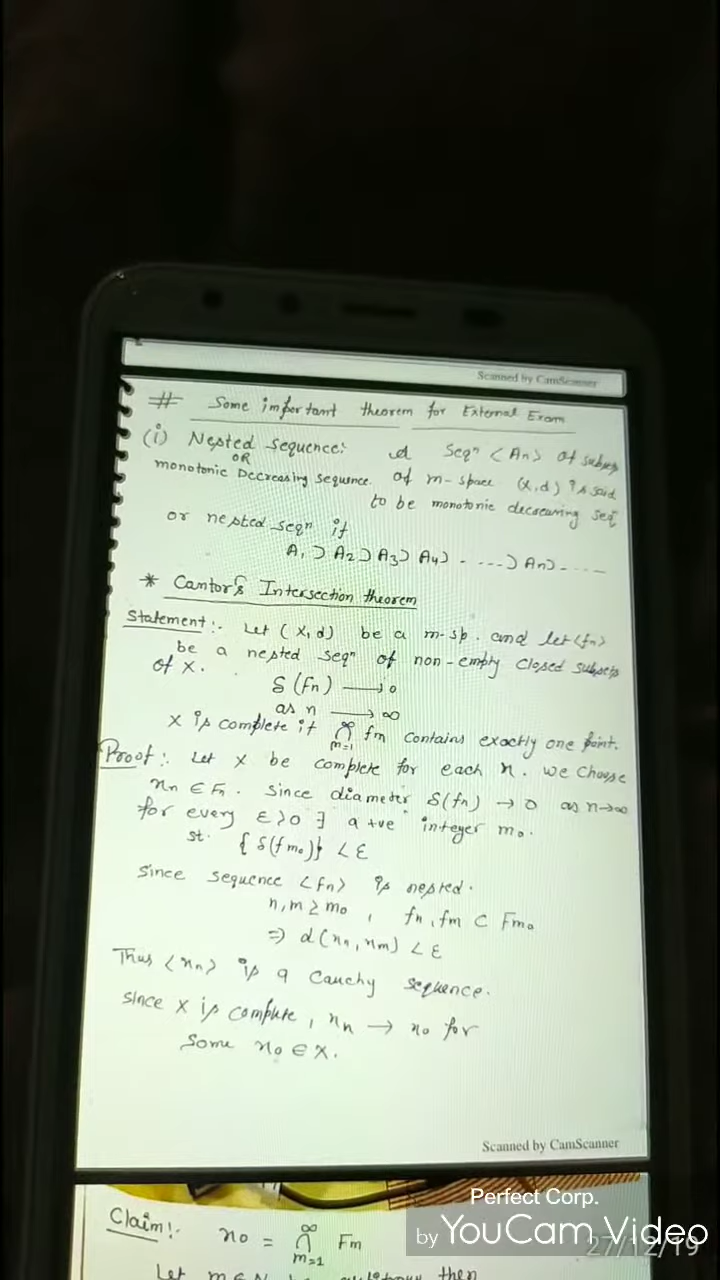 Scanned by CamScanner
# Some important theorem for External Exam
(i) Nested sequence: A Seqⁿ <An> of subsets
OR
monotonic Decreasing sequence. of m-space (X,d) is said
to be monotonic decreasing seqⁿ
or nested seqⁿ if
A₁ ⊃ A₂ ⊃ A₃ ⊃ A₄ ⊃ - ---- ⊃ An ⊃ - ----
* Cantor's Intersection theorem
Statement:- Let (X,d) be a m-sp. and let <fn>
be a nested seqⁿ of non-empty closed subsets
of X.
δ(Fn) → 0
as n → ∞
X is complete if ∞∩m=1 fm contains exactly one point.
Proof:- Let X be complete for each n. we choose
xn ∈ Fn. Since diameter δ(fn) → 0 as n→∞
for every ε>0 ∃ a +ve integer m₀.
st. {δ(fm₀)} < ε
Since sequence <fn> is nested.
n,m ≥ m₀, fn, fm ⊂ Fm₀
⇒ d(xn, xm) < ε
Thus <xn> is a Cauchy sequence.
Since X is complete, xn → x₀ for
some x₀ ∈ X.
Scanned by CamScanner
Claim:- x₀ = ∞∩m=1 Fm
Let m ∈ N then
Perfect Corp.
by YouCam Video
27/12/19